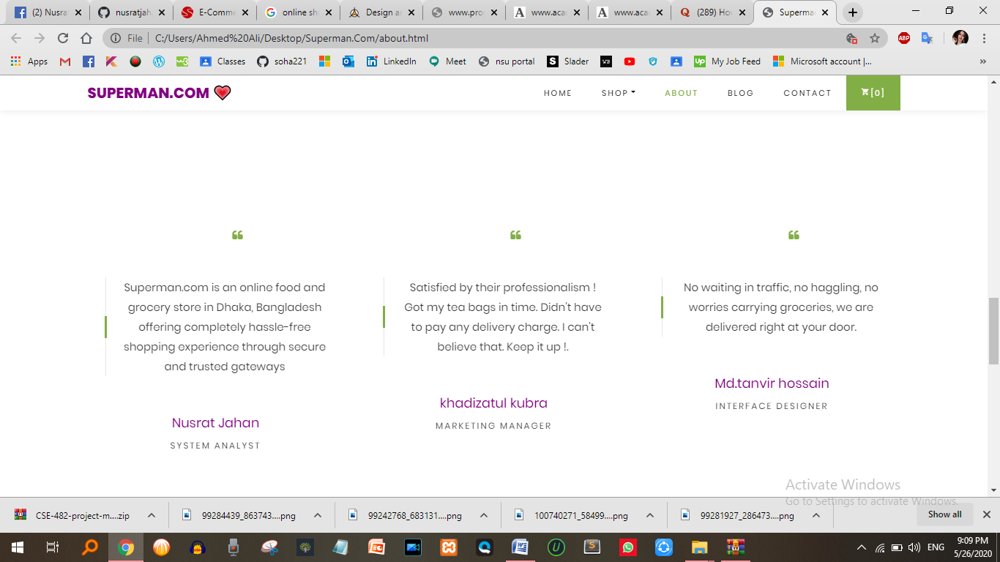 (2) Nusra
nusratjah
E-Comme
online sh
Design a
www.pro
www.aca
www.aca
(289) Ho
Superma
File
C:/Users/Ahmed%20Ali/Desktop/Superman.Com/about.html
ABP
Apps
Classes
soha221
LinkedIn
Meet
nsu portal
Slader
My Job Feed
Microsoft account |...
»
SUPERMAN.COM
HOME
SHOP
ABOUT
BLOG
CONTACT
[0]
Superman.com is an online food and
grocery store in Dhaka, Bangladesh
offering completely hassle-free
shopping experience through secure
and trusted gateways
Nusrat Jahan
SYSTEM ANALYST
Satisfied by their professionalism !
Got my tea bags in time. Didn't have
to pay any delivery charge. I can't
believe that. Keep it up !.
khadizatul kubra
MARKETING MANAGER
No waiting in traffic, no haggling, no
worries carrying groceries, we are
delivered right at your door.
Md.tanvir hossain
INTERFACE DESIGNER
Activate Windows
Go to Settings to activate Windows.
CSE-482-project-m....zip
99284439_863743....png
99242768_683131....png
100740271_58499....png
99281927_286473....png
Show all
ENG
9:09 PM
5/26/2020